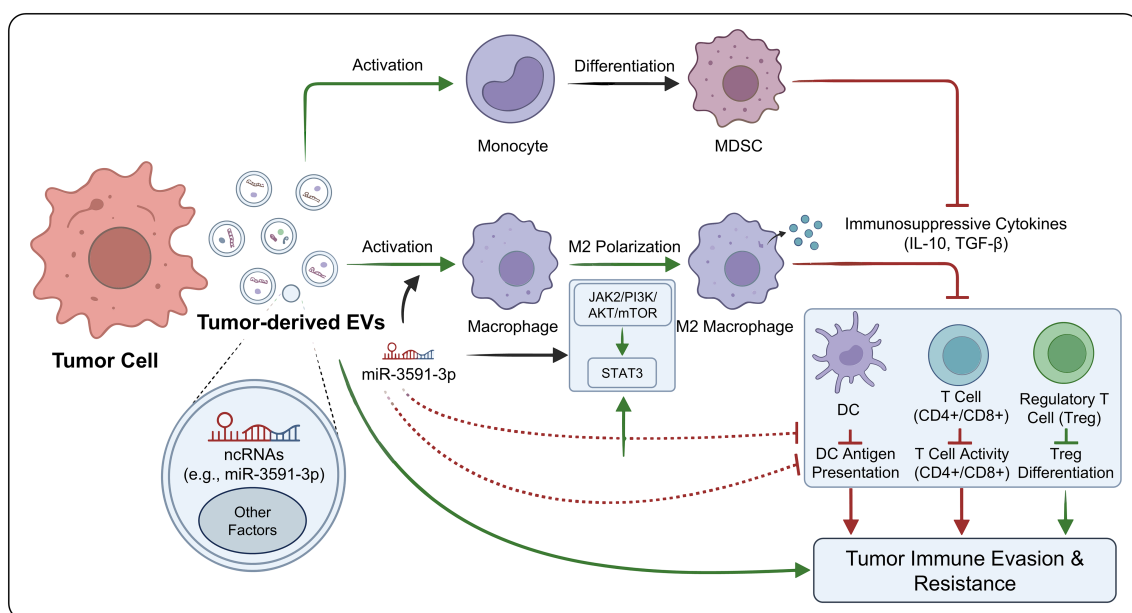 Activation
Differentiation
Monocyte
MDSC
Immunosuppressive Cytokines
(IL-10, TGF-β)
Activation
M2 Polarization
JAK2/PI3K/
AKT/mTOR
STAT3
Macrophage
M2 Macrophage
Tumor-derived EVs
Tumor Cell
miR-3591-3p
ncRNAs
(e.g., miR-3591-3p)
Other
Factors
DC
T Cell
(CD4+/CD8+)
Regulatory T
Cell (Treg)
DC Antigen
Presentation
T Cell Activity
(CD4+/CD8+)
Treg
Differentiation
Tumor Immune Evasion &
Resistance